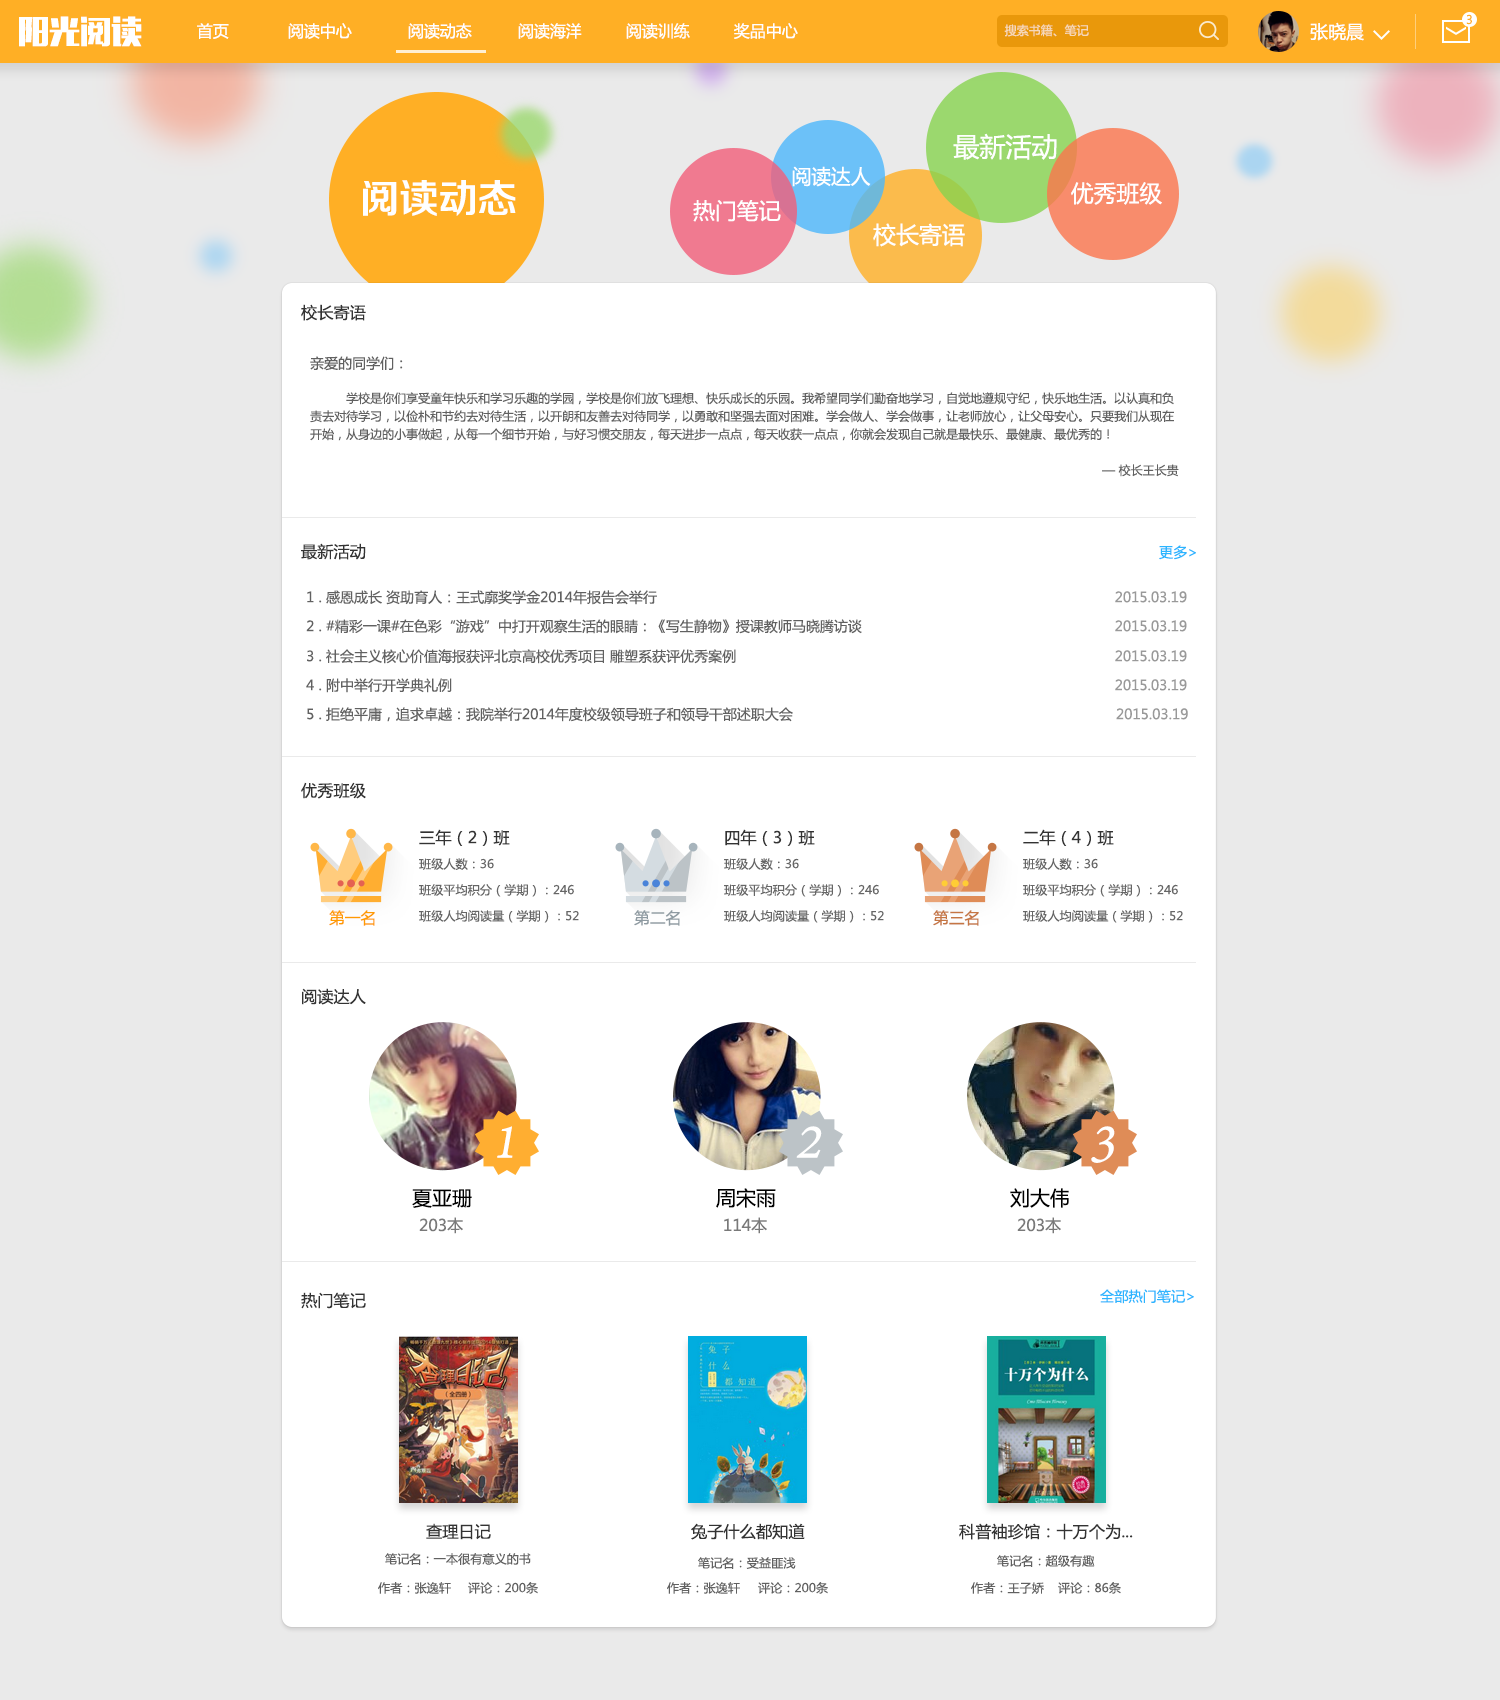 阳光阅读
首页
阅读中心
阅读动态
阅读海洋
阅读训练
奖品中心
搜索书籍、笔记
张晓晨
3
阅读动态
热门笔记
阅读达人
校长寄语
最新活动
优秀班级
校长寄语
亲爱的同学们：
学校是你们享受童年快乐和学习乐趣的学园，学校是你们放飞理想、快乐成长的乐园。我希望同学们勤奋地学习，自觉地遵规守纪，快乐地生活。以认真和负
责去对待学习，以俭朴和节约去对待生活，以开朗和友善去对待同学，以勇敢和坚强去面对困难。学会做人、学会做事，让老师放心，让父母安心。只要我们从现在
开始，从身边的小事做起，从每一个细节开始，与好习惯交朋友，每天进步一点点，每天收获一点点，你就会发现自己就是最快乐、最健康、最优秀的！
— 校长王长贵
最新活动
更多>
1 . 感恩成长 资助育人：王式廓奖学金2014年报告会举行 2015.03.19
2 . #精彩一课#在色彩“游戏”中打开观察生活的眼睛：《写生静物》授课教师马晓腾访谈 2015.03.19
3 . 社会主义核心价值海报获评北京高校优秀项目 雕塑系获评优秀案例 2015.03.19
4 . 附中举行开学典礼例 2015.03.19
5 . 拒绝平庸，追求卓越：我院举行2014年度校级领导班子和领导干部述职大会 2015.03.19
优秀班级
第一名
三年（2）班
班级人数：36
班级平均积分（学期）：246
班级人均阅读量（学期）：52
第二名
四年（3）班
班级人数：36
班级平均积分（学期）：246
班级人均阅读量（学期）：52
第三名
二年（4）班
班级人数：36
班级平均积分（学期）：246
班级人均阅读量（学期）：52
阅读达人
1
夏亚珊
203本
2
周宋雨
114本
3
刘大伟
203本
热门笔记
全部热门笔记>
查理日记
（全四册）
兔子
什么
都知道
十万个为什么
查理日记
笔记名：一本很有意义的书
作者：张逸轩 评论：200条
兔子什么都知道
笔记名：受益匪浅
作者：张逸轩 评论：200条
科普袖珍馆：十万个为...
笔记名：超级有趣
作者：王子娇 评论：86条